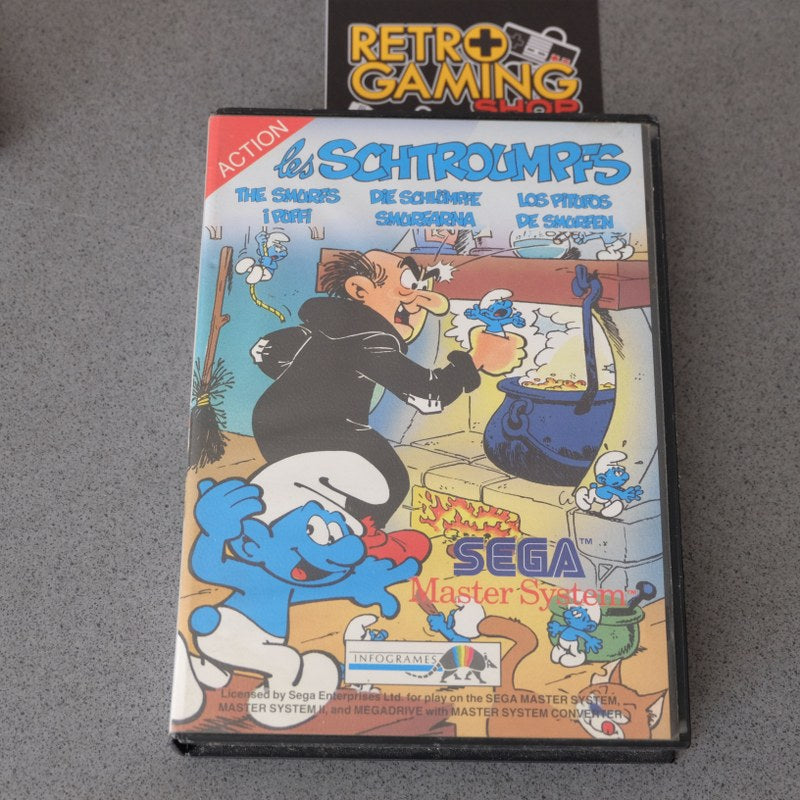 RETRO
GAMING
SHOP
ACTION
les SCHTROUMPFS
THE SMURFS DIE SCHLÜMPFE LOS PITUFOS
i PUFFI SMURFARNA DE SMURFEN
SEGA™
Master System™
INFOGRAMES
Licensed by Sega Enterprises Ltd. for play on the SEGA MASTER SYSTEM,
MASTER SYSTEM II, and MEGADRIVE with MASTER SYSTEM CONVERTER.